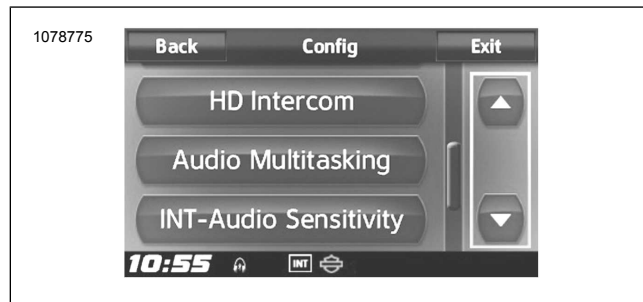 1078775
Back Config Exit
HD Intercom
Audio Multitasking
INT-Audio Sensitivity
10:55 INT